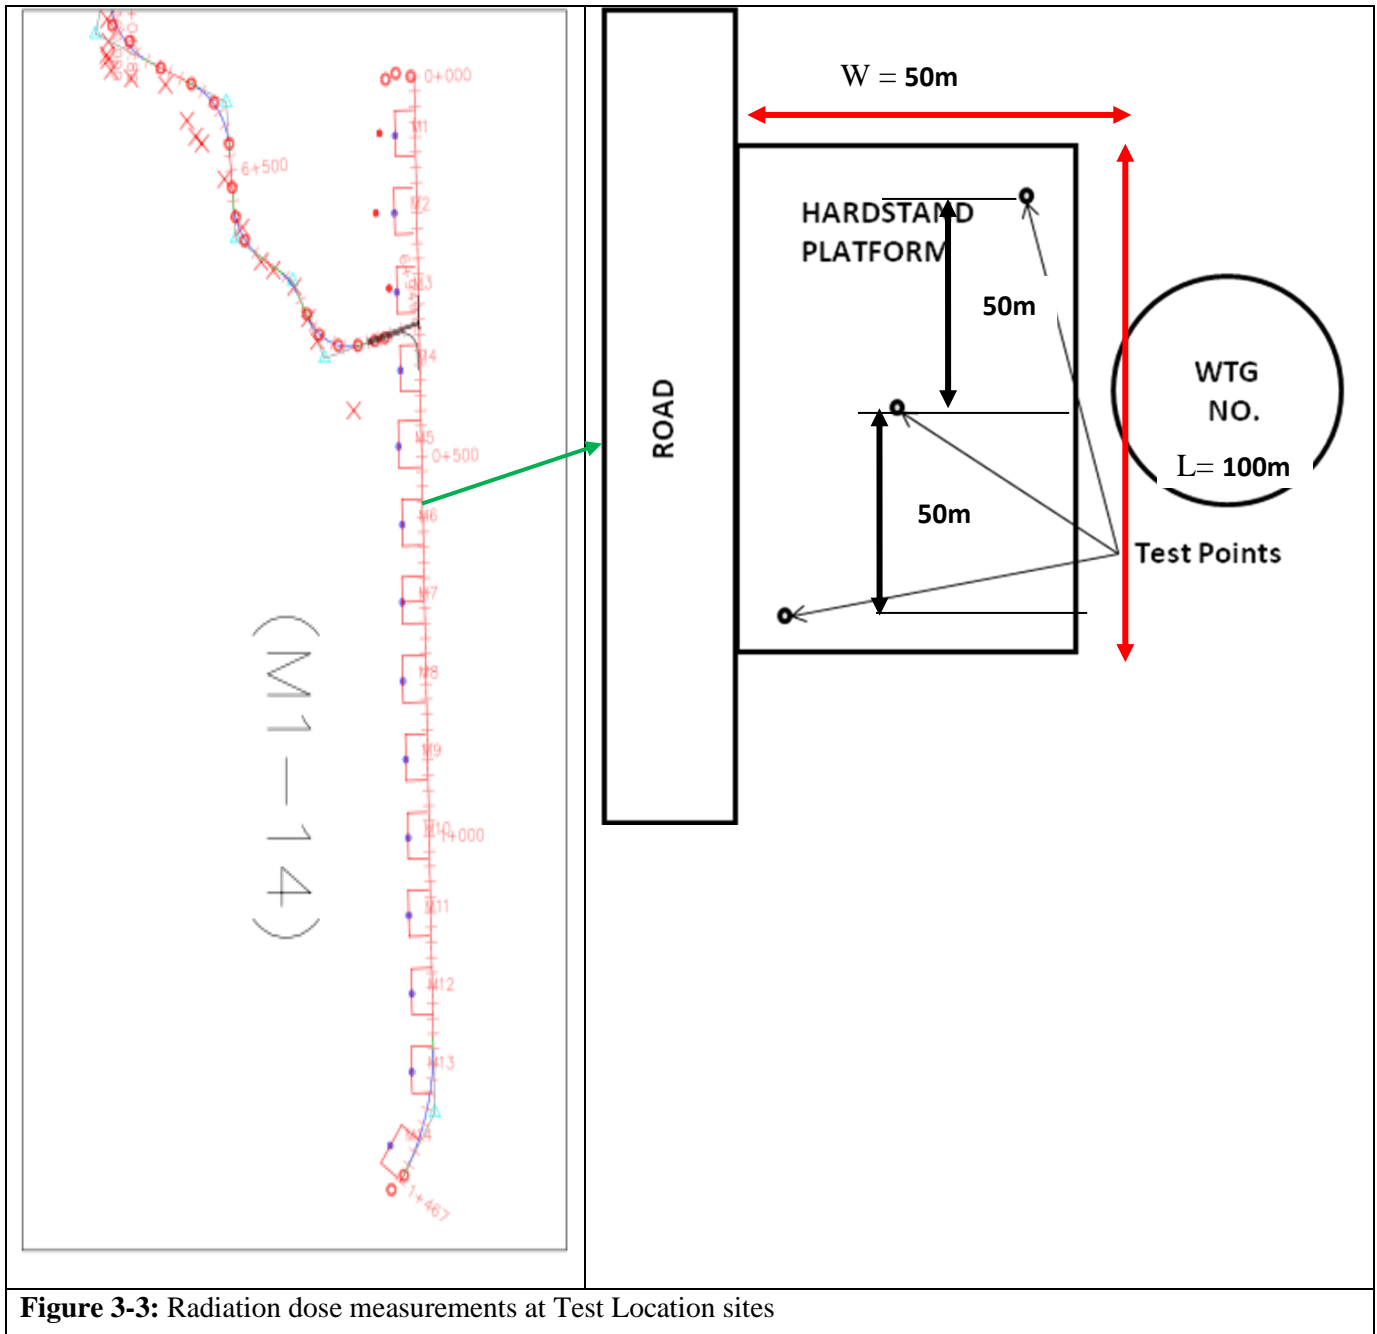 0+000
M1
6+500
M2
M3
M4
M5
0+500
M6
M7
M8
M9
M10
1+000
M11
M12
M13
M14
1+467
(M1-14)
W = 50m
HARDSTAND
PLATFORM
50m
WTG
NO.
ROAD
L= 100m
50m
Test Points
Figure 3-3: Radiation dose measurements at Test Location sites